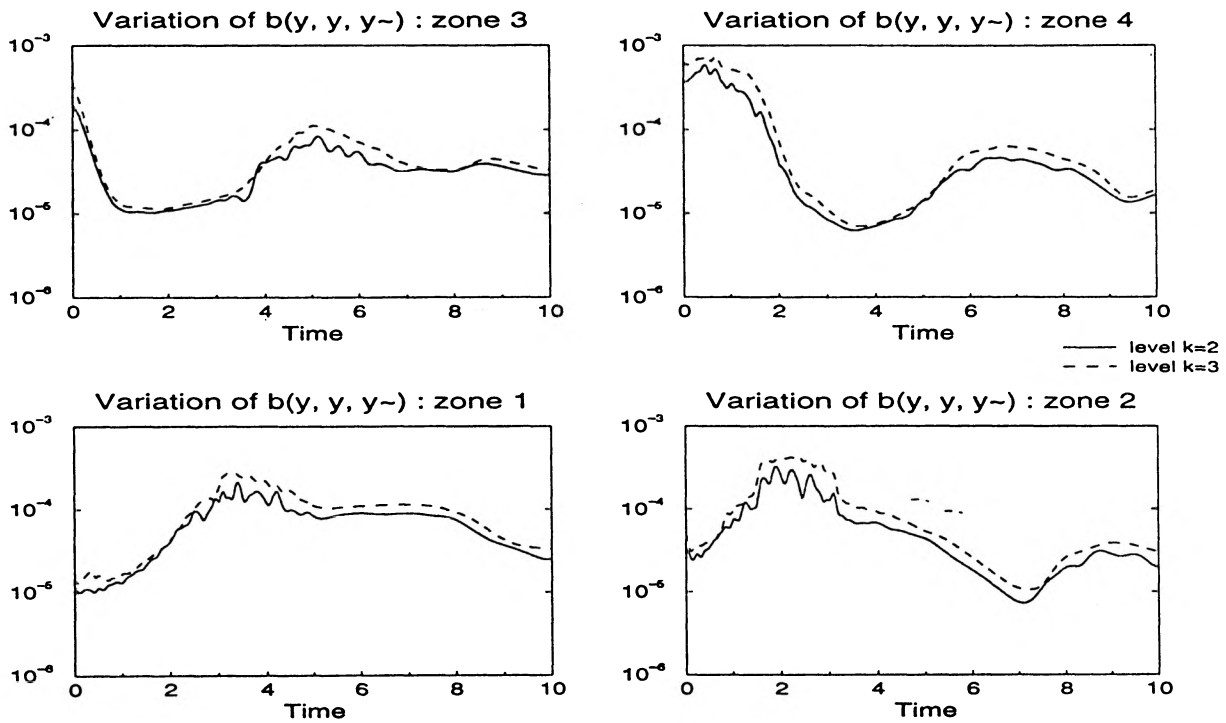 Variation of b(y, y, y~) : zone 3
10⁻³
10⁻⁴
10⁻⁵
10⁻⁶
0 2 4 6 8 10
Time
Variation of b(y, y, y~) : zone 4
10⁻³
10⁻⁴
10⁻⁵
10⁻⁶
0 2 4 6 8 10
Time
level k=2
level k=3
Variation of b(y, y, y~) : zone 1
10⁻³
10⁻⁴
10⁻⁵
10⁻⁶
0 2 4 6 8 10
Time
Variation of b(y, y, y~) : zone 2
10⁻³
10⁻⁴
10⁻⁵
10⁻⁶
0 2 4 6 8 10
Time